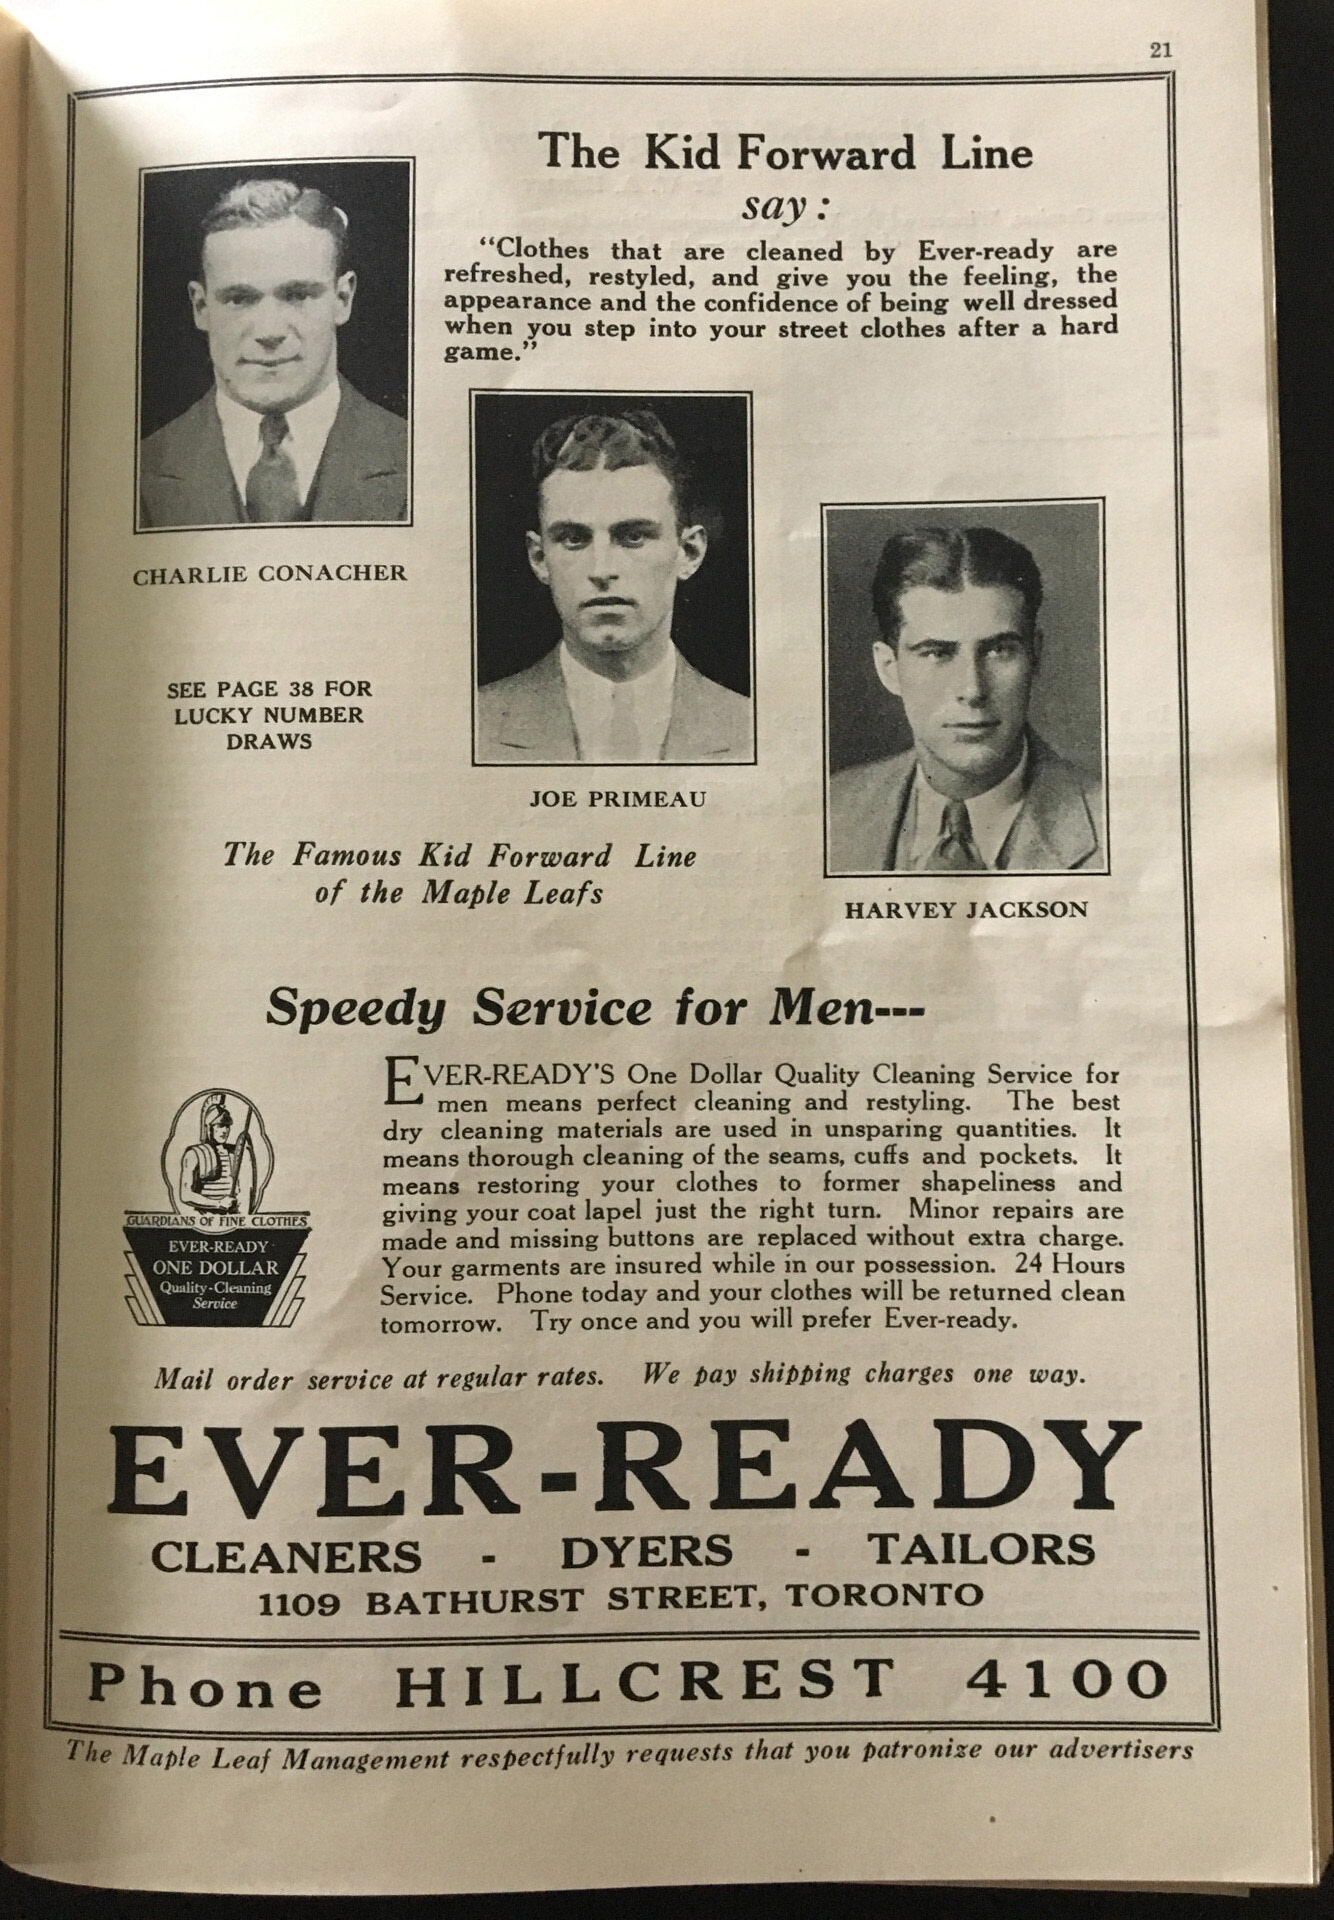 21
The Kid Forward Line
say:
“Clothes that are cleaned by Ever-ready are
refreshed, restyled, and give you the feeling, the
appearance and the confidence of being well dressed
when you step into your street clothes after a hard
game.”
CHARLIE CONACHER
SEE PAGE 38 FOR
LUCKY NUMBER
DRAWS
JOE PRIMEAU
HARVEY JACKSON
The Famous Kid Forward Line
of the Maple Leafs
Speedy Service for Men---
EVER-READY'S One Dollar Quality Cleaning Service for
men means perfect cleaning and restyling. The best
dry cleaning materials are used in unsparing quantities. It
means thorough cleaning of the seams, cuffs and pockets. It
means restoring your clothes to former shapeliness and
giving your coat lapel just the right turn. Minor repairs are
made and missing buttons are replaced without extra charge.
Your garments are insured while in our possession. 24 Hours
Service. Phone today and your clothes will be returned clean
tomorrow. Try once and you will prefer Ever-ready.
GUARDIANS OF FINE CLOTHES
EVER-READY
ONE DOLLAR
Quality-Cleaning
Service
Mail order service at regular rates. We pay shipping charges one way.
EVER-READY
CLEANERS - DYERS - TAILORS
1109 BATHURST STREET, TORONTO
Phone HILLCREST 4100
The Maple Leaf Management respectfully requests that you patronize our advertisers